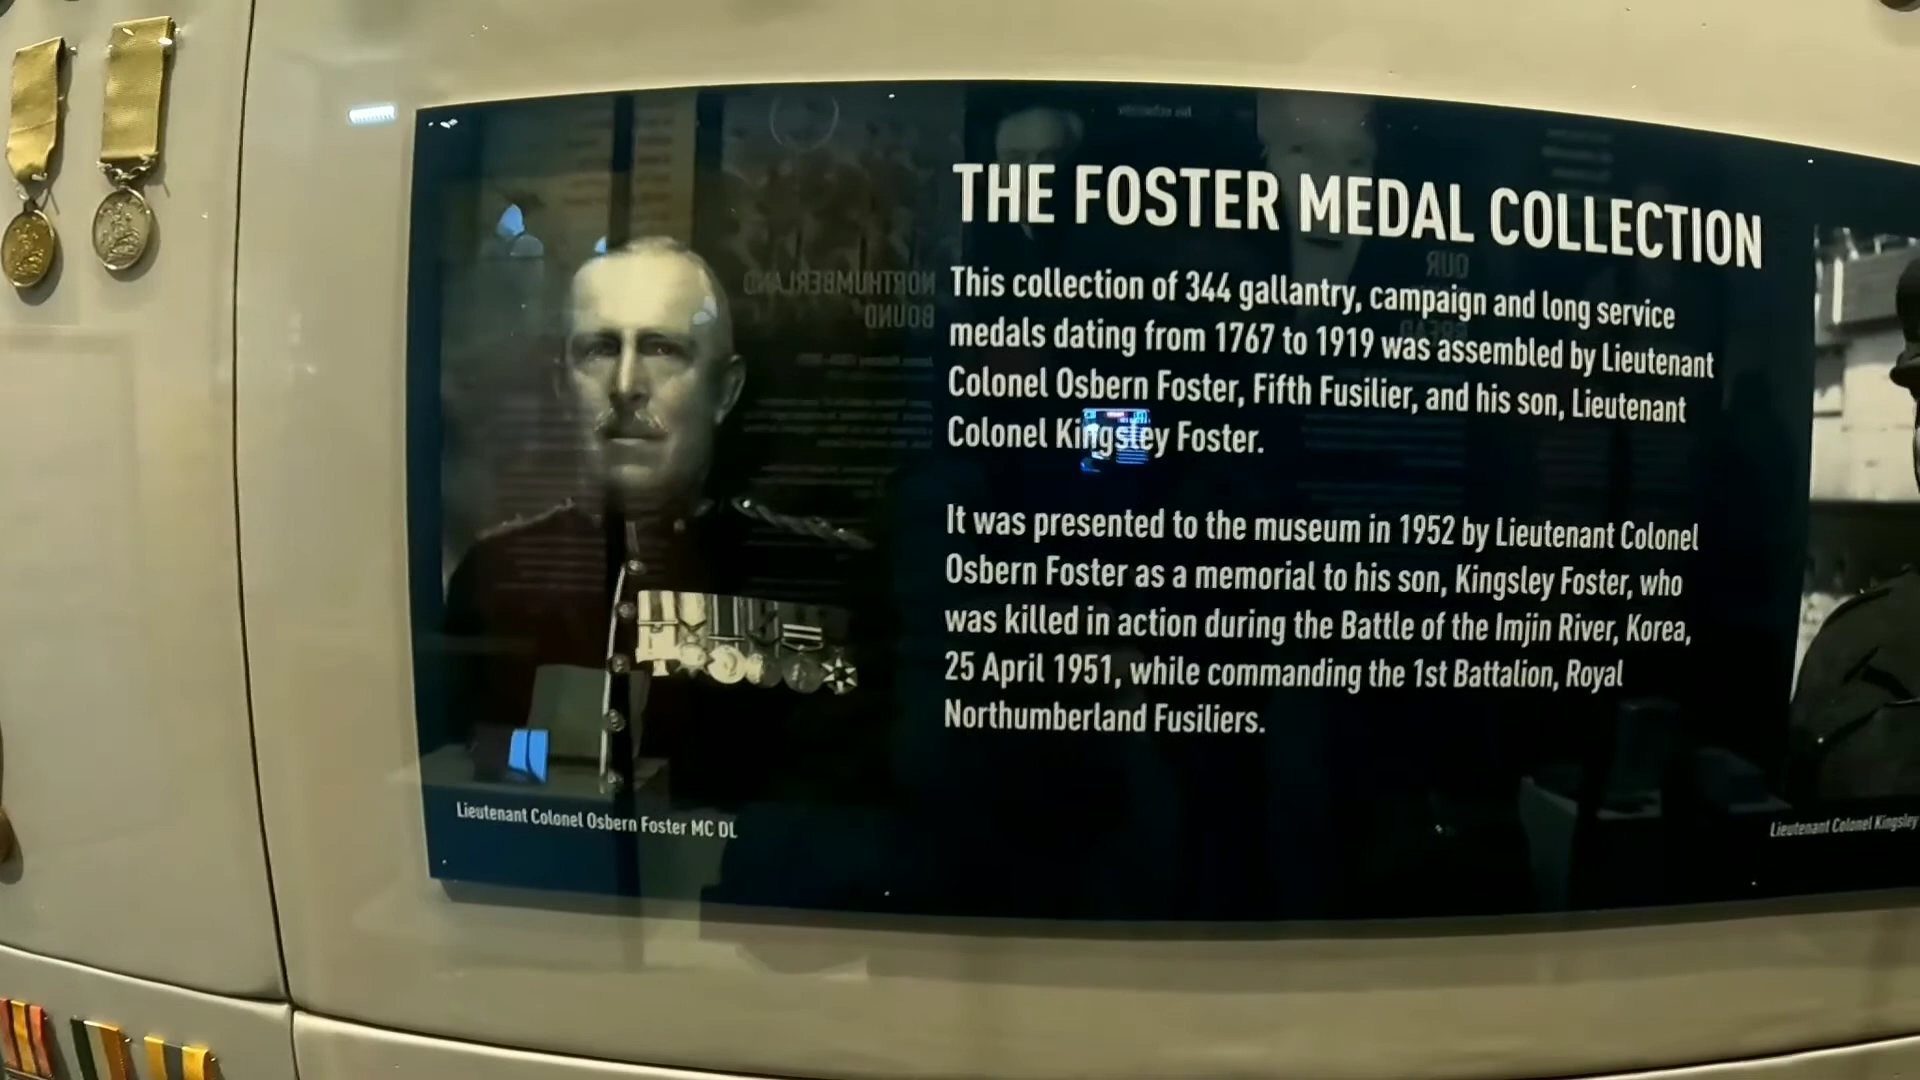 THE FOSTER MEDAL COLLECTION
This collection of 344 gallantry, campaign and long service
medals dating from 1767 to 1919 was assembled by Lieutenant
Colonel Osbern Foster, Fifth Fusilier, and his son, Lieutenant
Colonel Kingsley Foster.
It was presented to the museum in 1952 by Lieutenant Colonel
Osbern Foster as a memorial to his son, Kingsley Foster, who
was killed in action during the Battle of the Imjin River, Korea,
25 April 1951, while commanding the 1st Battalion, Royal
Northumberland Fusiliers.
Lieutenant Colonel Osbern Foster MC DL
Lieutenant Colonel Kingsley
NORTHUMBERLAND
BOUND
OUR
BREAD